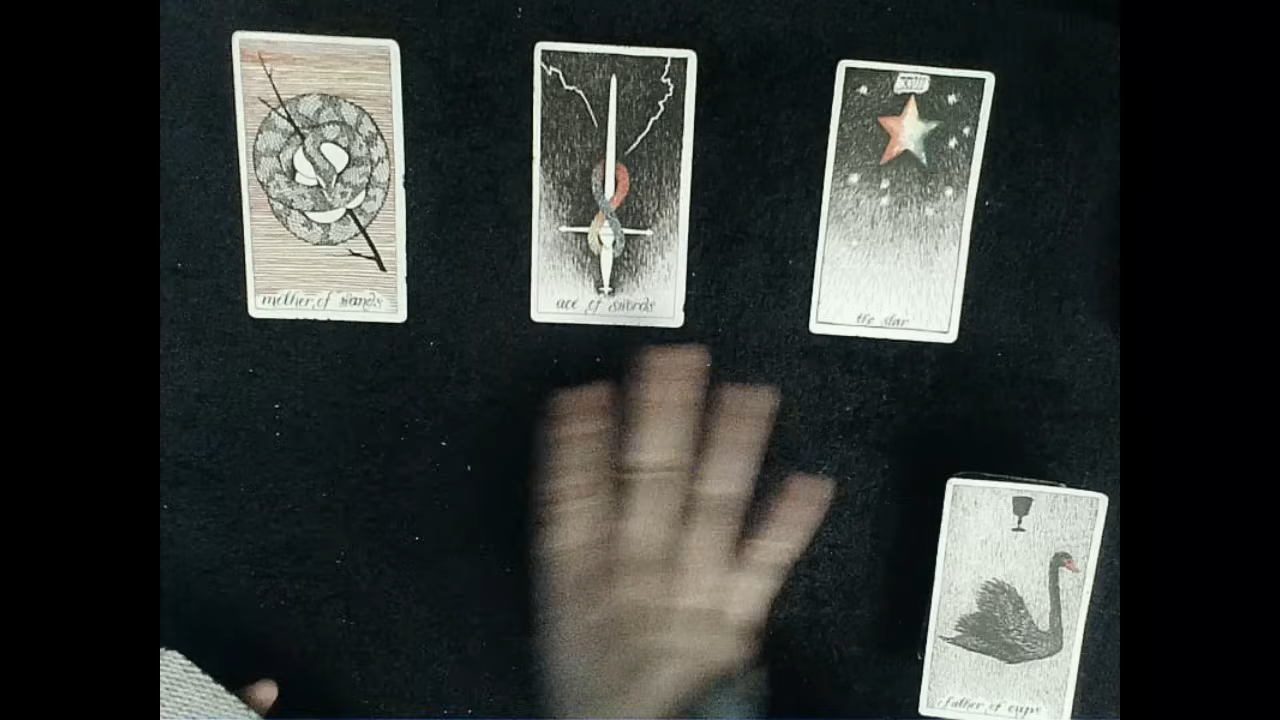 mother of wands
ace of swords
XVII
the star
father of cups